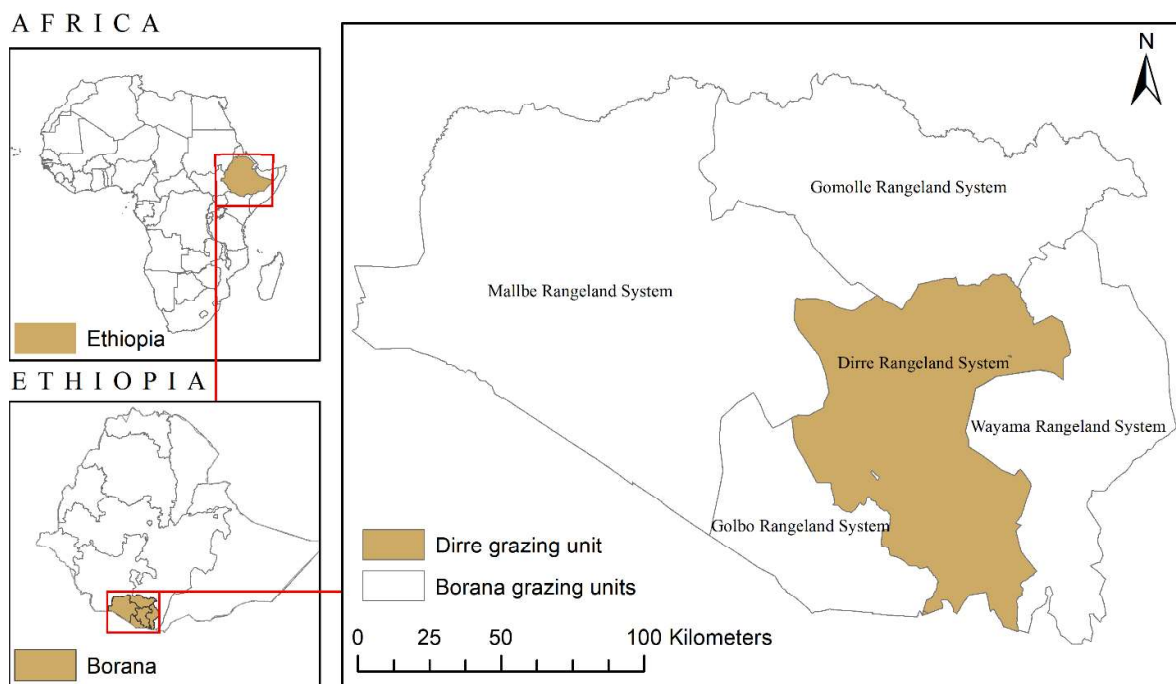 AFRICA
Ethiopia
ETHIOPIA
Borana
N
Gomolle Rangeland System
Mallbe Rangeland System
Dirre Rangeland System
Wayama Rangeland System
Golbo Rangeland System
Dirre grazing unit
Borana grazing units
0 25 50 100 Kilometers